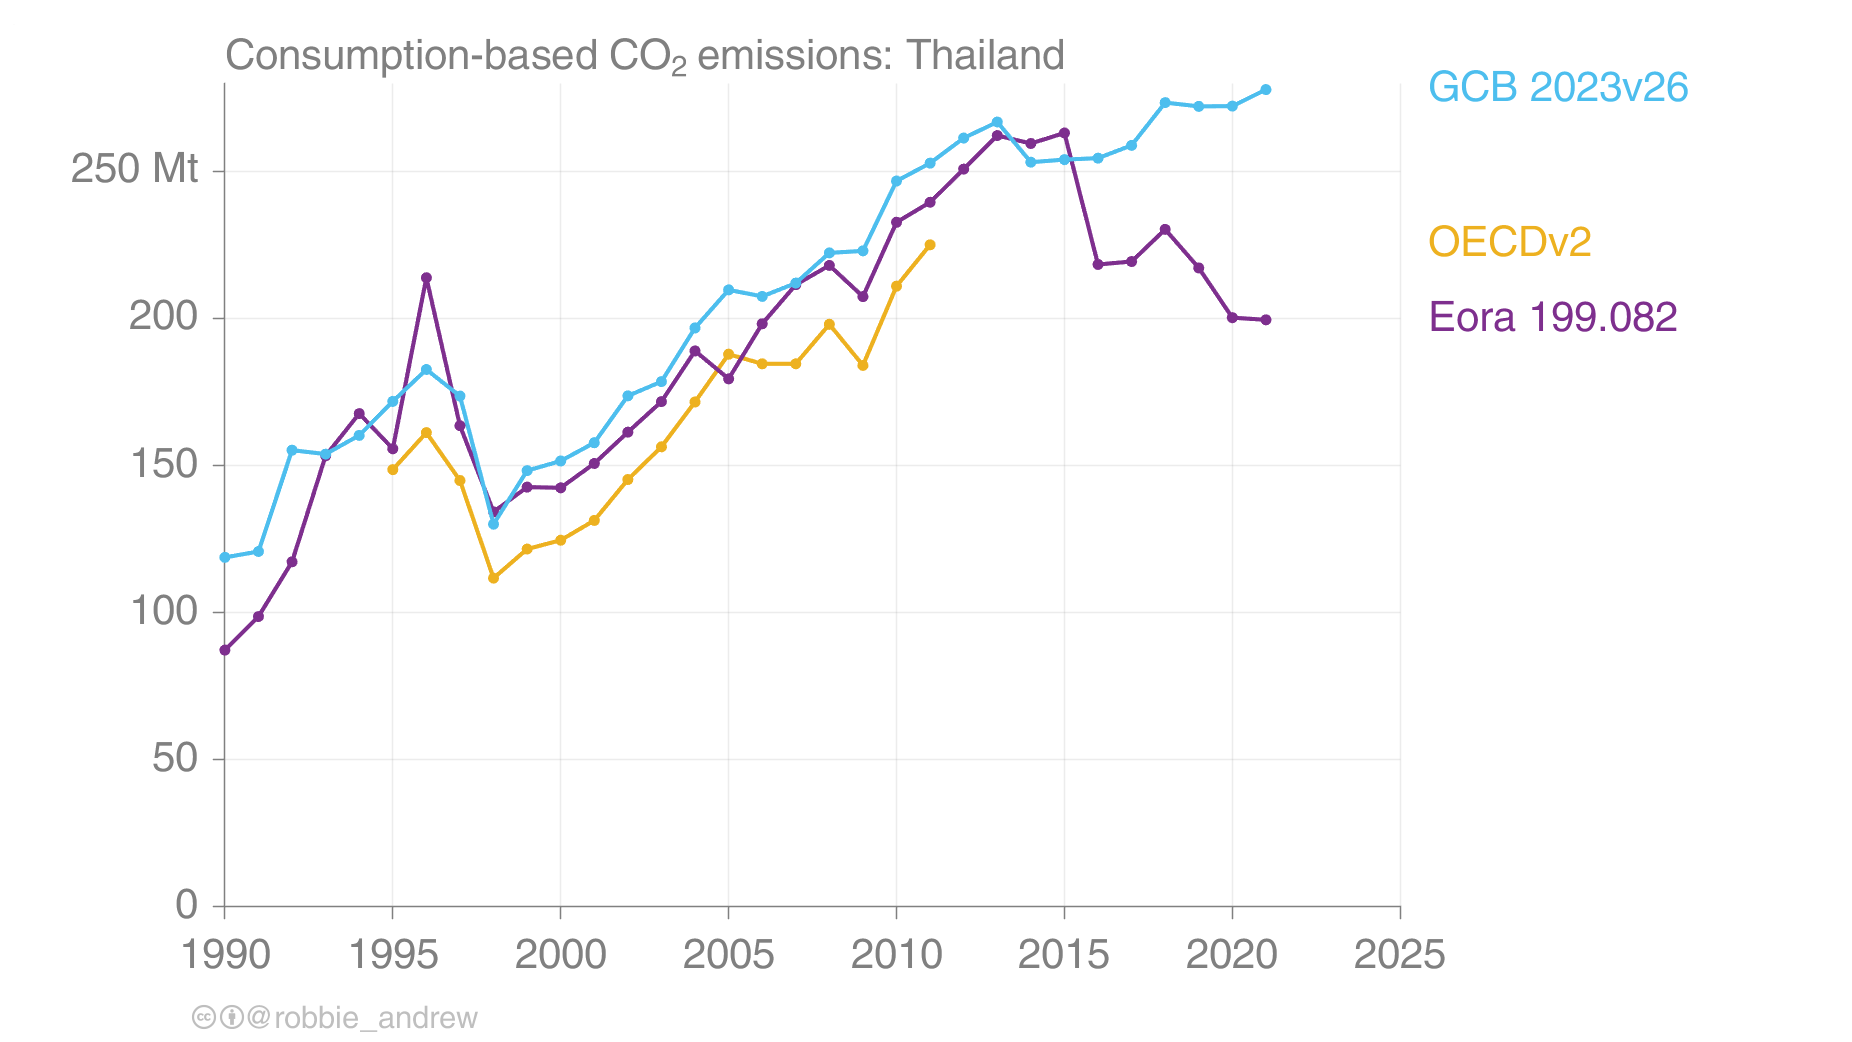 Consumption-based CO₂ emissions: Thailand
GCB 2023v26
250 Mt
OECDv2
200
Eora 199.082
150
100
50
0
1990 1995 2000 2005 2010 2015 2020 2025
cc @robbie_andrew